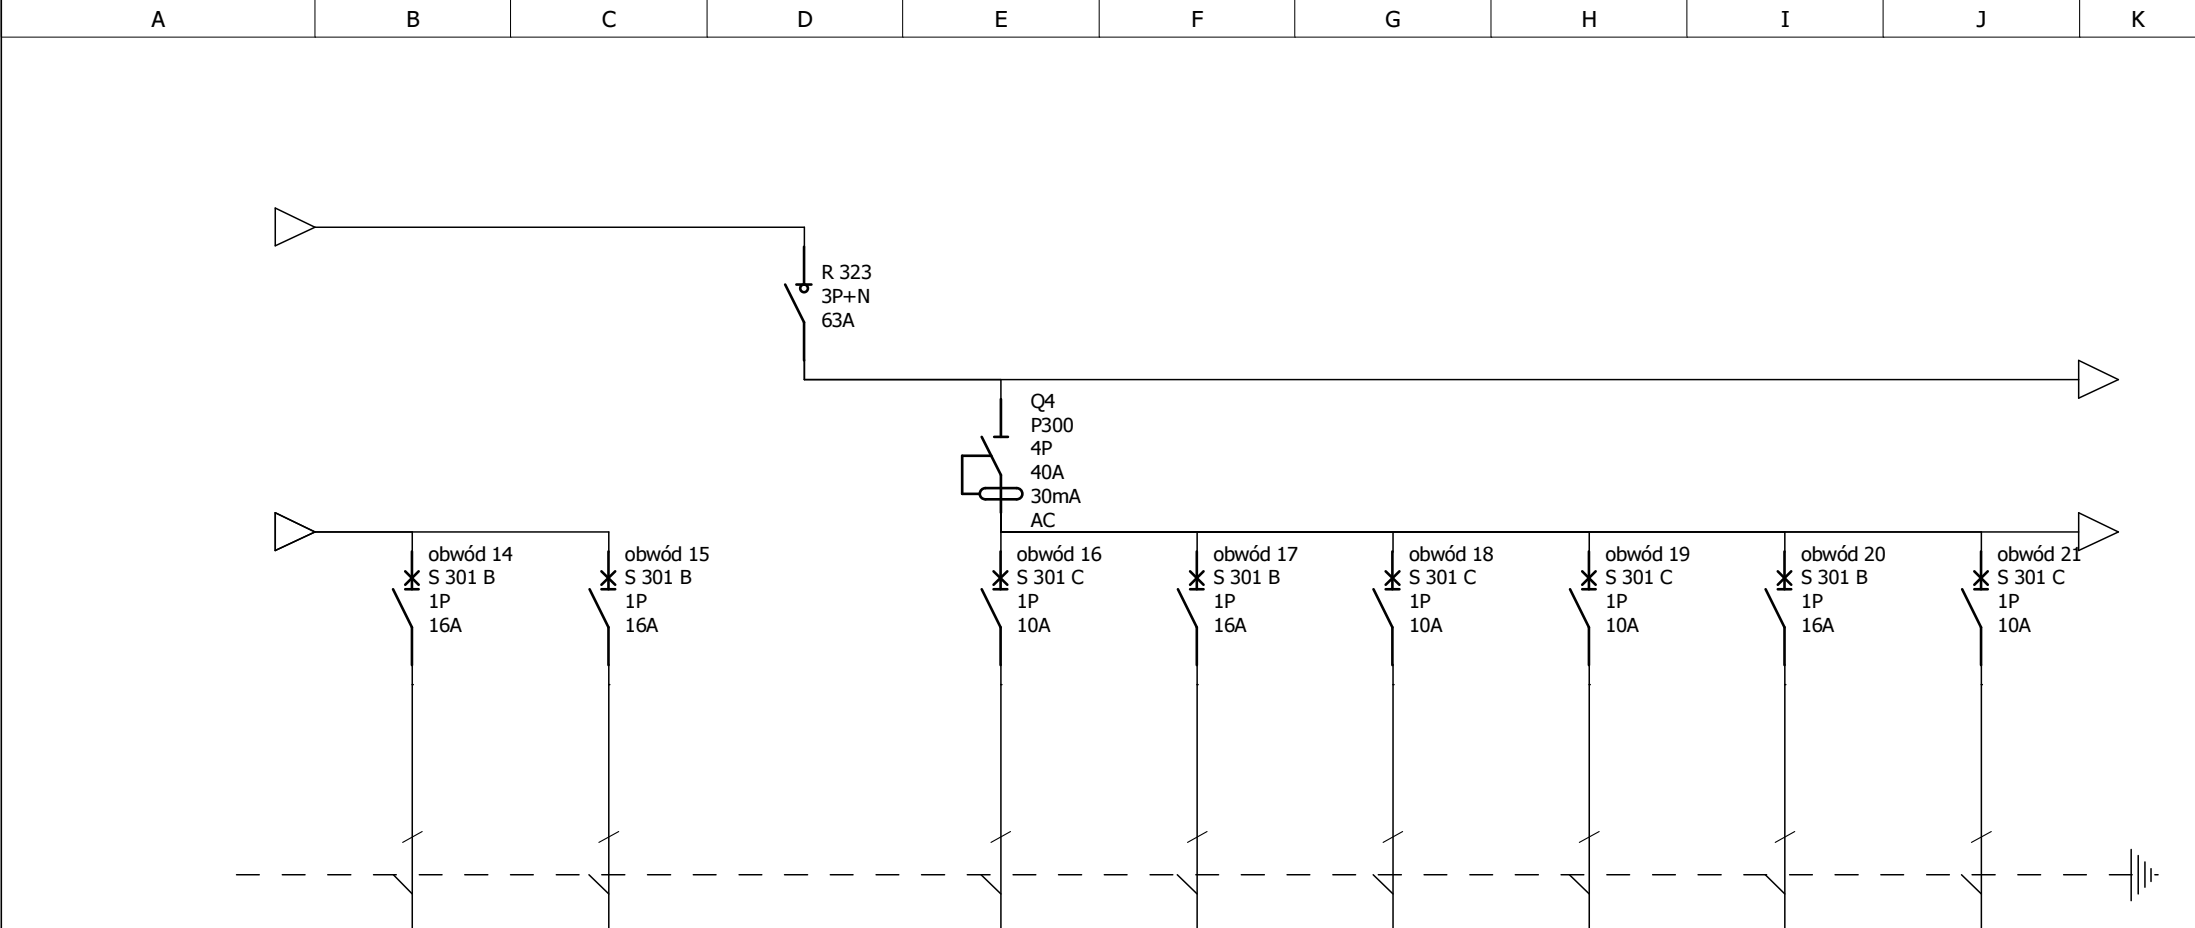 A B C D E F G H I J K
R 323
3P+N
63A
Q4
P300
4P
40A
30mA
AC
obwód 14
S 301 B
1P
16A
obwód 15
S 301 B
1P
16A
obwód 16
S 301 C
1P
10A
obwód 17
S 301 B
1P
16A
obwód 18
S 301 C
1P
10A
obwód 19
S 301 C
1P
10A
obwód 20
S 301 B
1P
16A
obwód 21
S 301 C
1P
10A